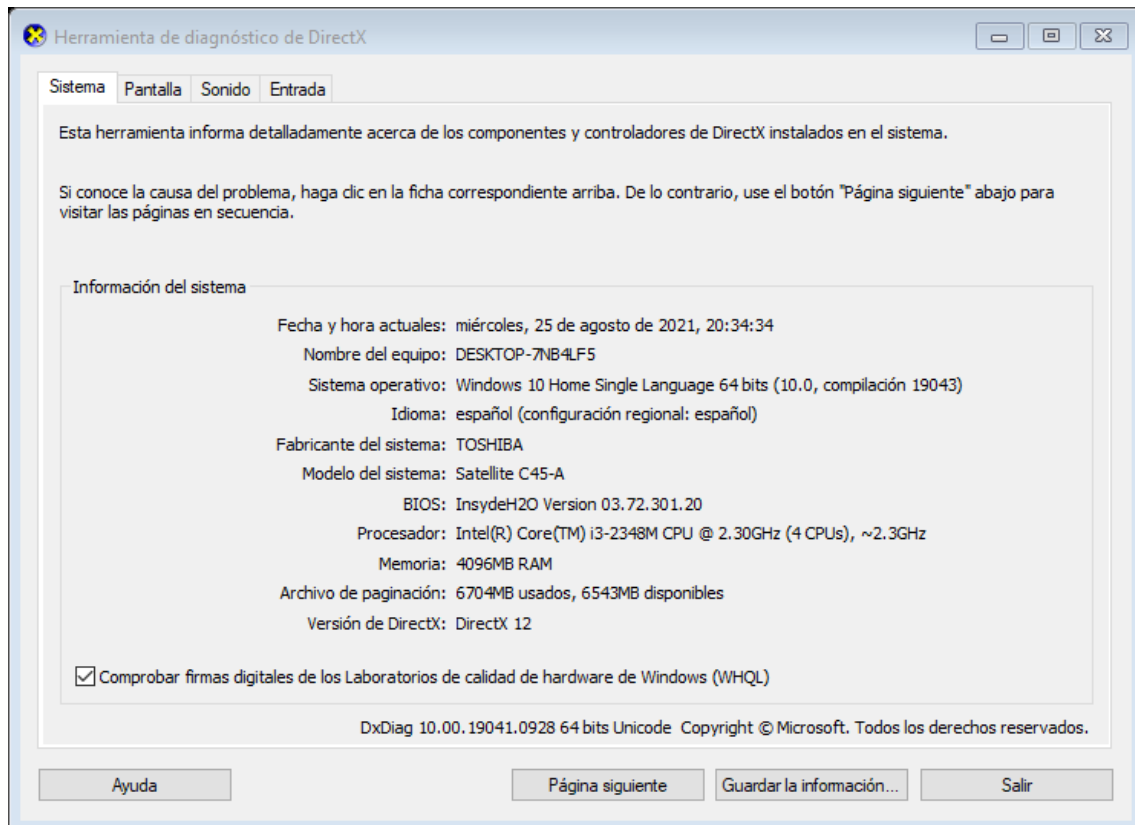 Herramienta de diagnóstico de DirectX
Sistema Pantalla Sonido Entrada
Esta herramienta informa detalladamente acerca de los componentes y controladores de DirectX instalados en el sistema.
Si conoce la causa del problema, haga clic en la ficha correspondiente arriba. De lo contrario, use el botón "Página siguiente" abajo para
visitar las páginas en secuencia.
Información del sistema
Fecha y hora actuales: miércoles, 25 de agosto de 2021, 20:34:34
Nombre del equipo: DESKTOP-7NB4LF5
Sistema operativo: Windows 10 Home Single Language 64 bits (10.0, compilación 19043)
Idioma: español (configuración regional: español)
Fabricante del sistema: TOSHIBA
Modelo del sistema: Satellite C45-A
BIOS: InsydeH2O Version 03.72.301.20
Procesador: Intel(R) Core(TM) i3-2348M CPU @ 2.30GHz (4 CPUs), ~2.3GHz
Memoria: 4096MB RAM
Archivo de paginación: 6704MB usados, 6543MB disponibles
Versión de DirectX: DirectX 12
Comprobar firmas digitales de los Laboratorios de calidad de hardware de Windows (WHQL)
DxDiag 10.00.19041.0928 64 bits Unicode Copyright © Microsoft. Todos los derechos reservados.
Ayuda Página siguiente Guardar la información... Salir